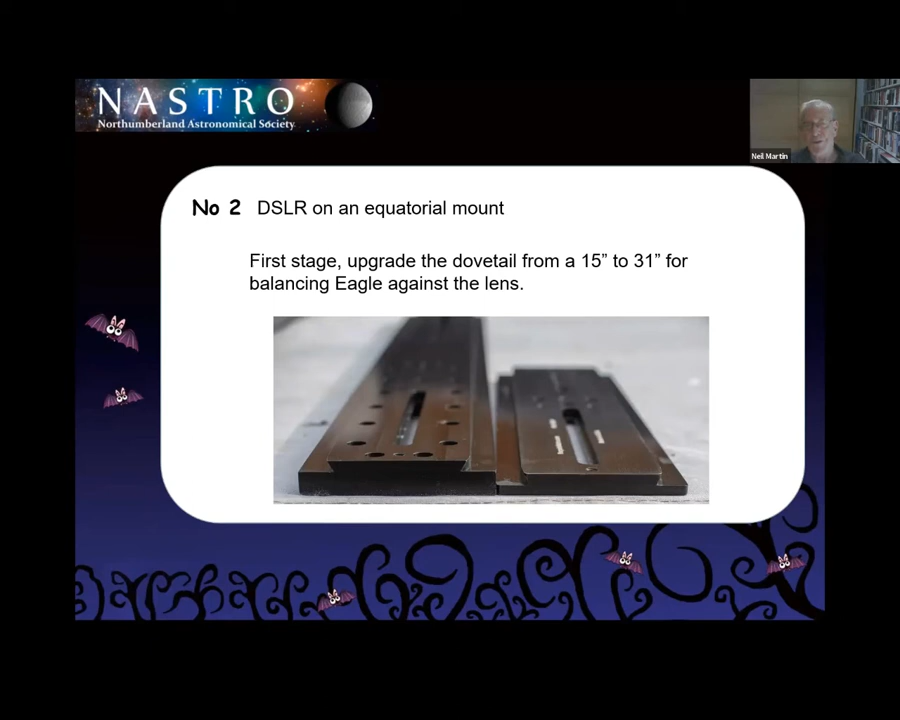 NASTRO
Northumberland Astronomical Society
Neil Martin
No 2 DSLR on an equatorial mount
First stage, upgrade the dovetail from a 15” to 31” for
balancing Eagle against the lens.